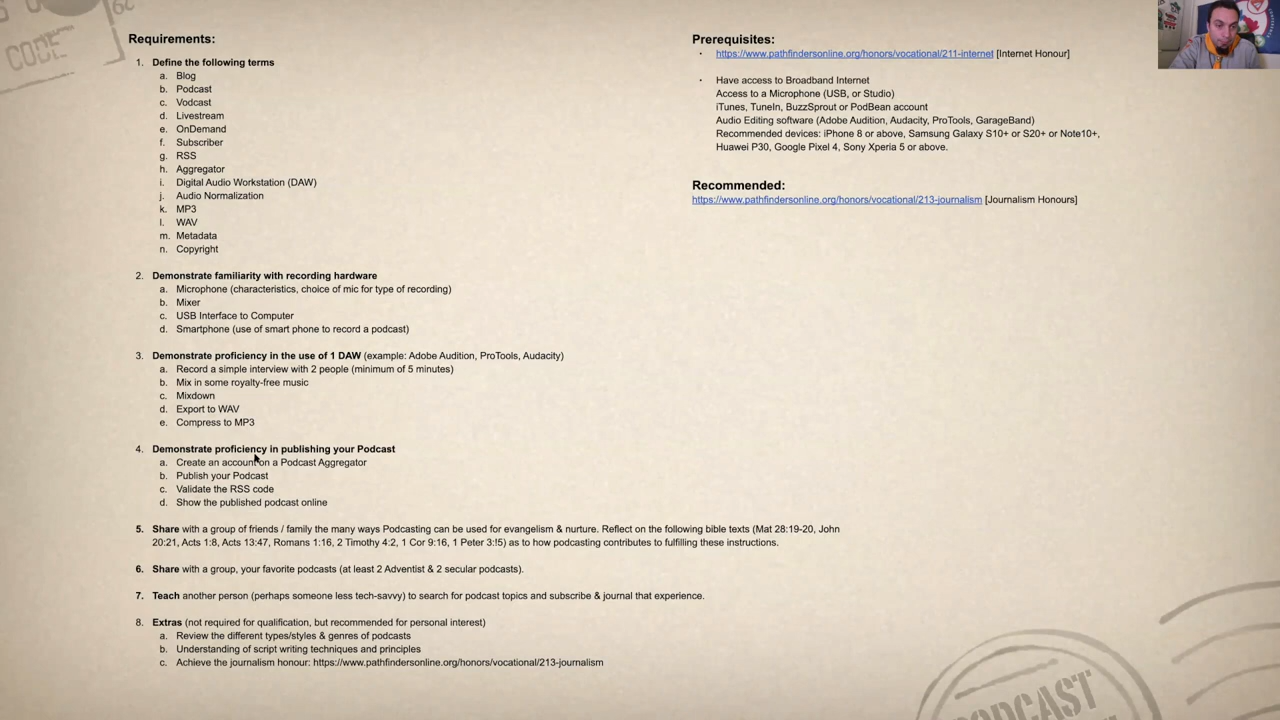 CODE
Requirements:
1. Define the following terms
a. Blog
b. Podcast
c. Vodcast
d. Livestream
e. OnDemand
f. Subscriber
g. RSS
h. Aggregator
i. Digital Audio Workstation (DAW)
j. Audio Normalization
k. MP3
l. WAV
m. Metadata
n. Copyright
2. Demonstrate familiarity with recording hardware
a. Microphone (characteristics, choice of mic for type of recording)
b. Mixer
c. USB Interface to Computer
d. Smartphone (use of smart phone to record a podcast)
3. Demonstrate proficiency in the use of 1 DAW (example: Adobe Audition, ProTools, Audacity)
a. Record a simple interview with 2 people (minimum of 5 minutes)
b. Mix in some royalty-free music
c. Mixdown
d. Export to WAV
e. Compress to MP3
4. Demonstrate proficiency in publishing your Podcast
a. Create an account on a Podcast Aggregator
b. Publish your Podcast
c. Validate the RSS code
d. Show the published podcast online
5. Share with a group of friends / family the many ways Podcasting can be used for evangelism & nurture. Reflect on the following bible texts (Mat 28:19-20, John
20:21, Acts 1:8, Acts 13:47, Romans 1:16, 2 Timothy 4:2, 1 Cor 9:16, 1 Peter 3:!5) as to how podcasting contributes to fulfilling these instructions.
6. Share with a group, your favorite podcasts (at least 2 Adventist & 2 secular podcasts).
7. Teach another person (perhaps someone less tech-savvy) to search for podcast topics and subscribe & journal that experience.
8. Extras (not required for qualification, but recommended for personal interest)
a. Review the different types/styles & genres of podcasts
b. Understanding of script writing techniques and principles
c. Achieve the journalism honour: https://www.pathfindersonline.org/honors/vocational/213-journalism
Prerequisites:
• https://www.pathfindersonline.org/honors/vocational/211-internet [Internet Honour]
• Have access to Broadband Internet
Access to a Microphone (USB, or Studio)
iTunes, TuneIn, BuzzSprout or PodBean account
Audio Editing software (Adobe Audition, Audacity, ProTools, GarageBand)
Recommended devices: iPhone 8 or above, Samsung Galaxy S10+ or S20+ or Note10+,
Huawei P30, Google Pixel 4, Sony Xperia 5 or above.
Recommended:
https://www.pathfindersonline.org/honors/vocational/213-journalism [Journalism Honours]
PODCAST